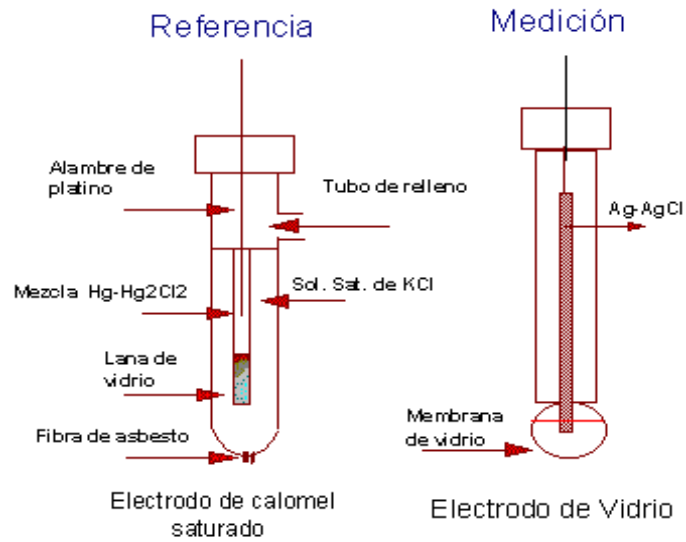 Referencia
Alambre de
platino
Tubo de relleno
Mezcla Hg-Hg2Cl2
Sol. Sat. de KCl
Lana de
vidrio
Fibra de asbesto
Electrodo de calomel
saturado
Medición
Ag-AgCl
Membrana
de vidrio
Electrodo de Vidrio